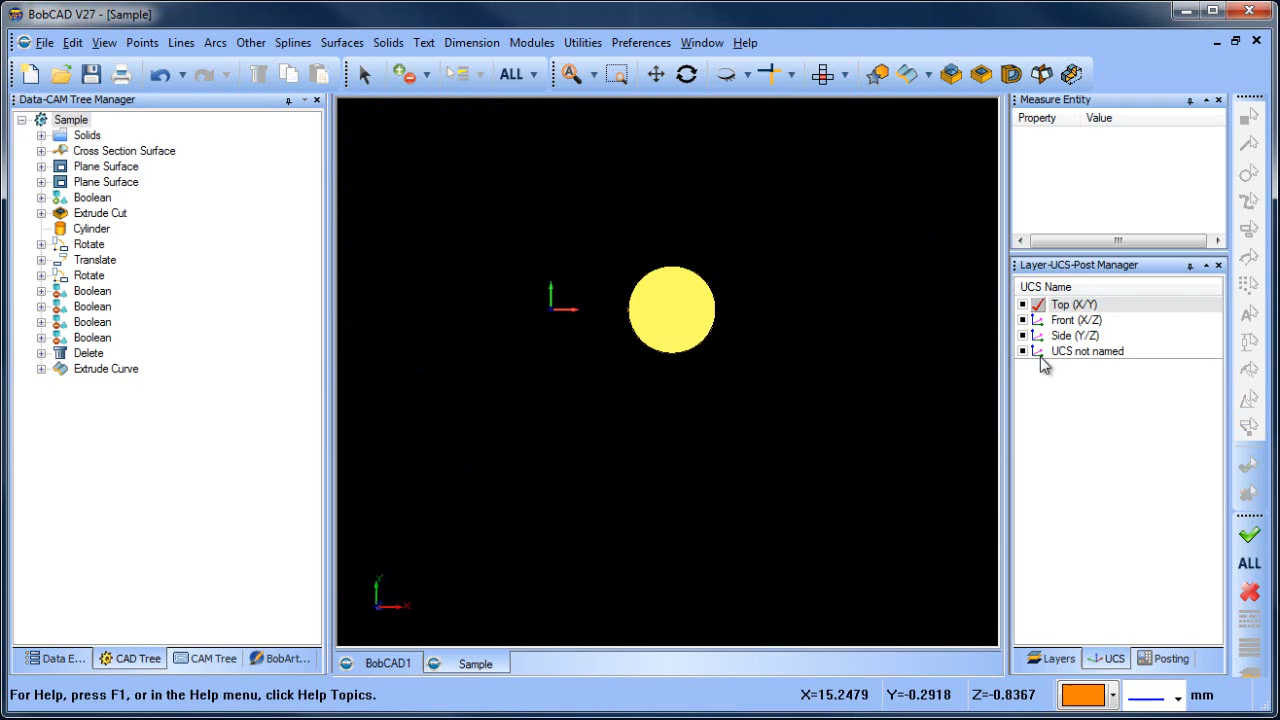 BobCAD V27 - [Sample]
File Edit View Points Lines Arcs Other Splines Surfaces Solids Text Dimension Modules Utilities Preferences Window Help
ALL
Data-CAM Tree Manager
Sample
Solids
Cross Section Surface
Plane Surface
Plane Surface
Boolean
Extrude Cut
Cylinder
Rotate
Translate
Rotate
Boolean
Boolean
Boolean
Boolean
Delete
Extrude Curve
Data E... CAD Tree CAM Tree BobArt...
Y
X
BobCAD1 Sample
Measure Entity
Property Value
Layer-UCS-Post Manager
UCS Name
Top (X/Y)
Front (X/Z)
Side (Y/Z)
UCS not named
Layers UCS Posting
ALL
For Help, press F1, or in the Help menu, click Help Topics. X=15.2479 Y=-0.2918 Z=-0.8367 mm